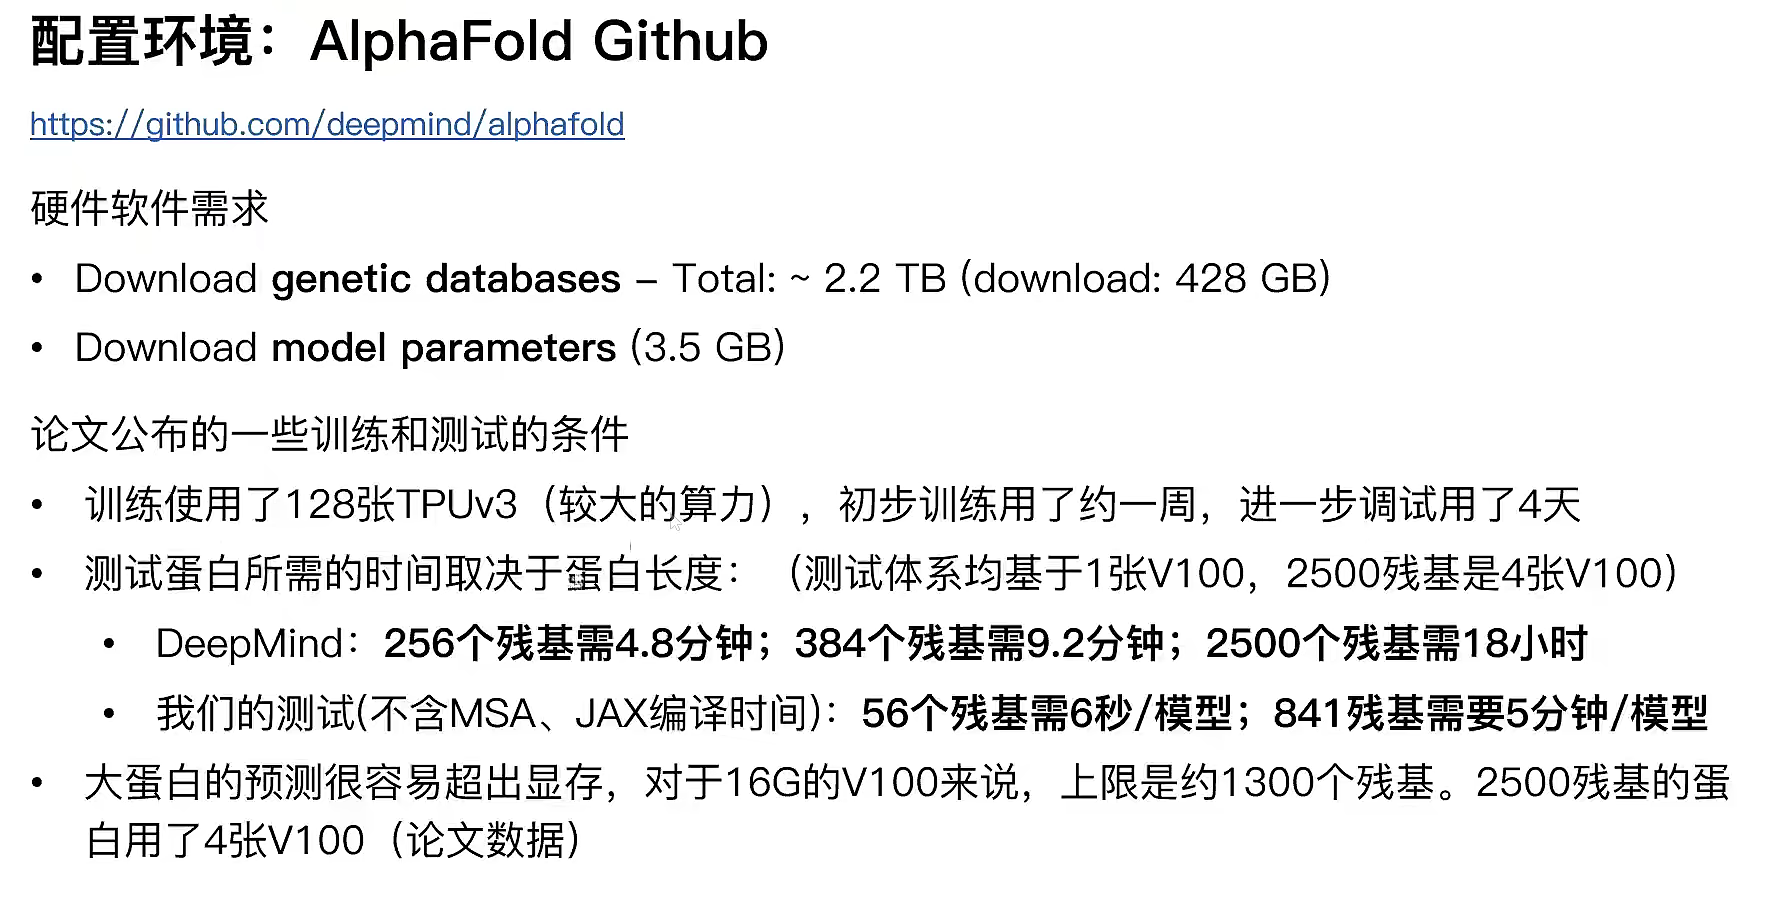 配置环境：AlphaFold Github
https://github.com/deepmind/alphafold
硬件软件需求
• Download genetic databases – Total: ~ 2.2 TB (download: 428 GB)
• Download model parameters (3.5 GB)
论文公布的一些训练和测试的条件
• 训练使用了128张TPUv3（较大的算力），初步训练用了约一周，进一步调试用了4天
• 测试蛋白所需的时间取决于蛋白长度：（测试体系均基于1张V100，2500残基是4张V100）
• DeepMind：256个残基需4.8分钟；384个残基需9.2分钟；2500个残基需18小时
• 我们的测试(不含MSA、JAX编译时间)：56个残基需6秒/模型；841残基需要5分钟/模型
• 大蛋白的预测很容易超出显存，对于16G的V100来说，上限是约1300个残基。2500残基的蛋
白用了4张V100（论文数据）